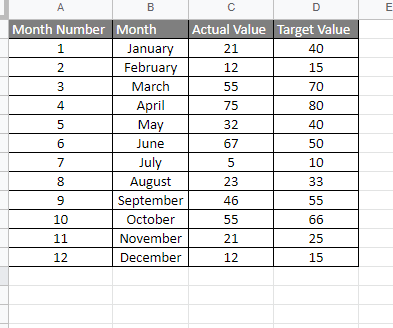 A B C D E
Month Number Month Actual Value Target Value
1 January 21 40
2 February 12 15
3 March 55 70
4 April 75 80
5 May 32 40
6 June 67 50
7 July 5 10
8 August 23 33
9 September 46 55
10 October 55 66
11 November 21 25
12 December 12 15